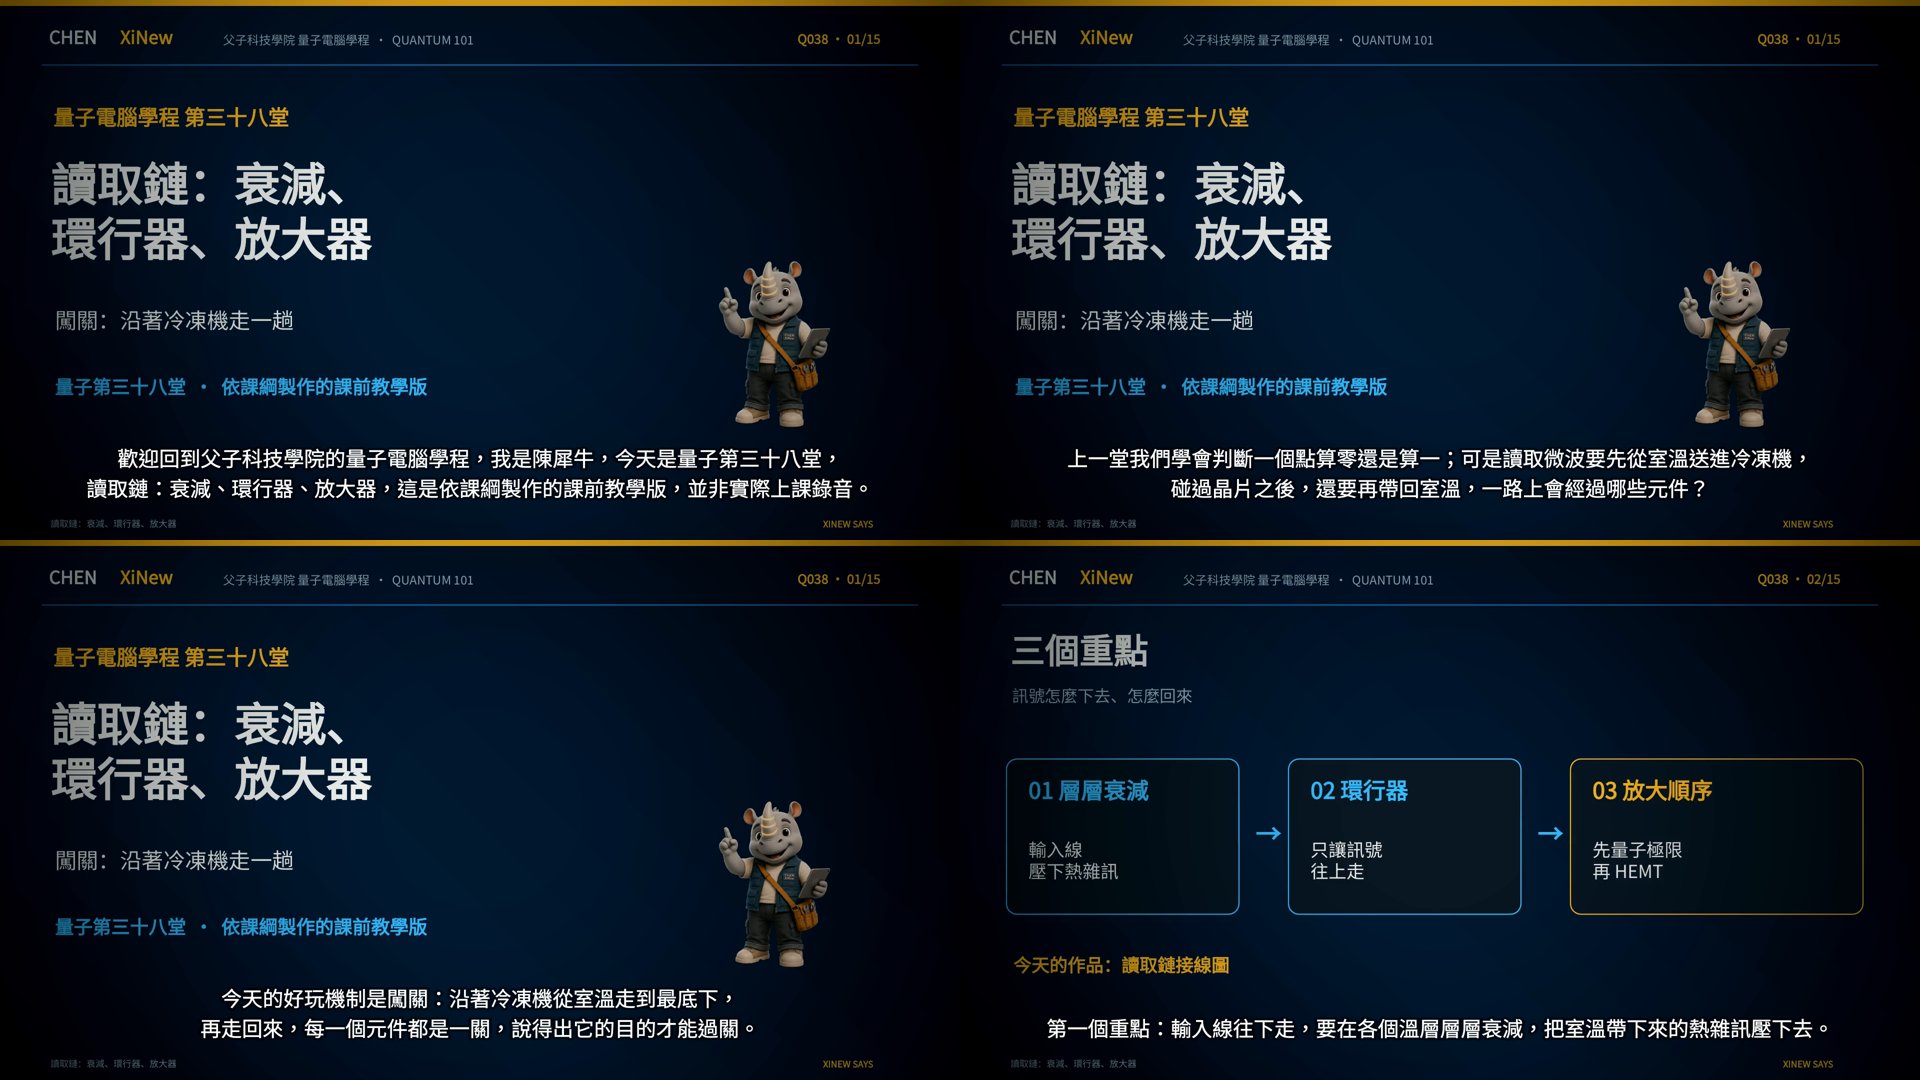 CHEN XiNew 父子科技學院 量子電腦學程 · QUANTUM 101 Q038 · 01/15
量子電腦學程 第三十八堂
讀取鏈：衰減、
環行器、放大器
闖關：沿著冷凍機走一趟
量子第三十八堂 · 依課綱製作的課前教學版
歡迎回到父子科技學院的量子電腦學程，我是陳犀牛，今天是量子第三十八堂，
讀取鏈：衰減、環行器、放大器，這是依課綱製作的課前教學版，並非實際上課錄音。
讀取鏈：衰減、環行器、放大器 XINEW SAYS
CHEN XiNew 父子科技學院 量子電腦學程 · QUANTUM 101 Q038 · 01/15
量子電腦學程 第三十八堂
讀取鏈：衰減、
環行器、放大器
闖關：沿著冷凍機走一趟
量子第三十八堂 · 依課綱製作的課前教學版
上一堂我們學會判斷一個點算零還是算一；可是讀取微波要先從室溫送進冷凍機，
碰過晶片之後，還要再帶回室溫，一路上會經過哪些元件？
讀取鏈：衰減、環行器、放大器 XINEW SAYS
CHEN XiNew 父子科技學院 量子電腦學程 · QUANTUM 101 Q038 · 01/15
量子電腦學程 第三十八堂
讀取鏈：衰減、
環行器、放大器
闖關：沿著冷凍機走一趟
量子第三十八堂 · 依課綱製作的課前教學版
今天的好玩機制是闖關：沿著冷凍機從室溫走到最底下，
再走回來，每一個元件都是一關，說得出它的目的才能過關。
讀取鏈：衰減、環行器、放大器 XINEW SAYS
CHEN XiNew 父子科技學院 量子電腦學程 · QUANTUM 101 Q038 · 02/15
三個重點
訊號怎麼下去、怎麼回來
01 層層衰減
輸入線
壓下熱雜訊
→
02 環行器
只讓訊號
往上走
→
03 放大順序
先量子極限
再 HEMT
今天的作品：讀取鏈接線圖
第一個重點：輸入線往下走，要在各個溫層層層衰減，把室溫帶下來的熱雜訊壓下去。
讀取鏈：衰減、環行器、放大器 XINEW SAYS